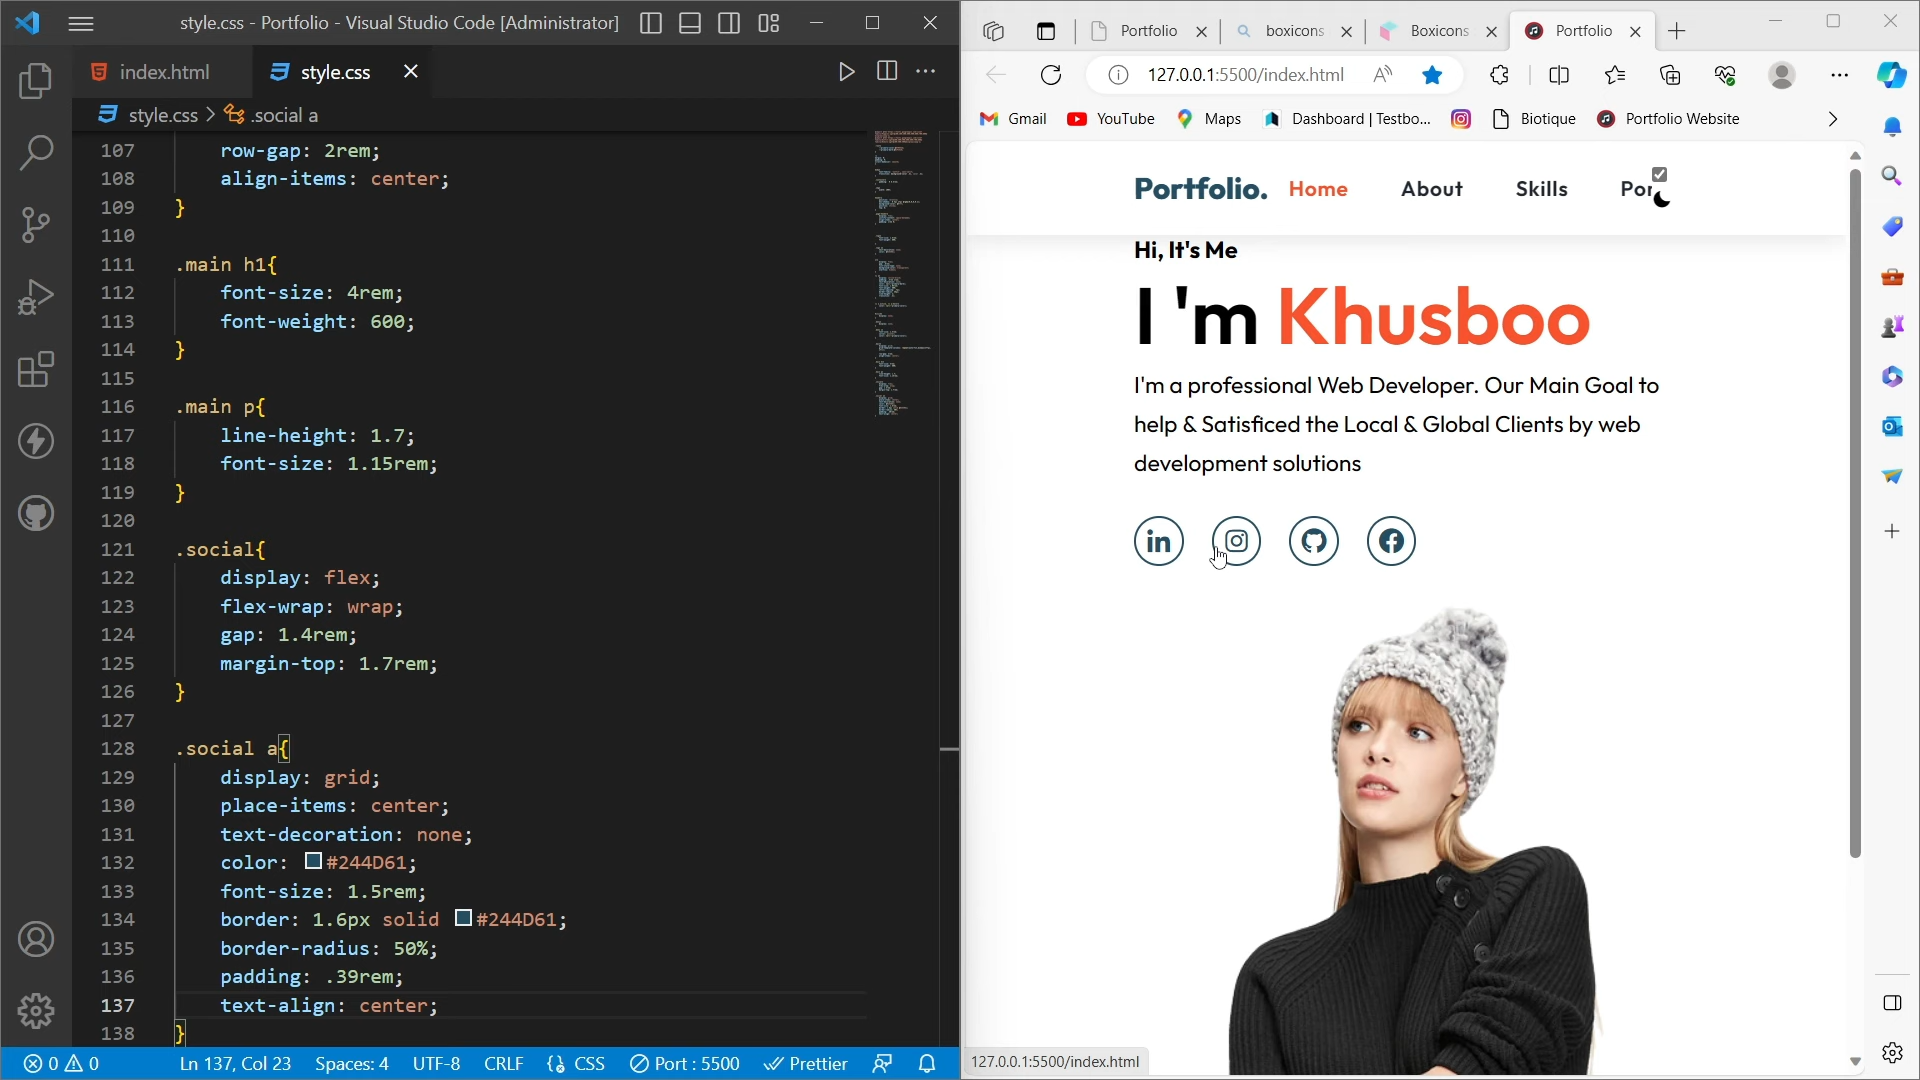 style.css - Portfolio - Visual Studio Code [Administrator]
index.html
style.css
style.css > .social a
107 row-gap: 2rem;
108 align-items: center;
109 }
110
111 .main h1{
112 font-size: 4rem;
113 font-weight: 600;
114 }
115
116 .main p{
117 line-height: 1.7;
118 font-size: 1.15rem;
119 }
120
121 .social{
122 display: flex;
123 flex-wrap: wrap;
124 gap: 1.4rem;
125 margin-top: 1.7rem;
126 }
127
128 .social a{
129 display: grid;
130 place-items: center;
131 text-decoration: none;
132 color: #244D61;
133 font-size: 1.5rem;
134 border: 1.6px solid #244D61;
135 border-radius: 50%;
136 padding: .39rem;
137 text-align: center;
138 }
0 0 Ln 137, Col 23 Spaces: 4 UTF-8 CRLF {} CSS Port : 5500 Prettier
Portfolio boxicons Boxicons Portfolio
127.0.0.1:5500/index.html
Gmail YouTube Maps Dashboard | Testbo... Biotique Portfolio Website
Portfolio. Home About Skills Por
Hi, It's Me
I 'm Khusboo
I'm a professional Web Developer. Our Main Goal to
help & Satisficed the Local & Global Clients by web
development solutions
in
127.0.0.1:5500/index.html